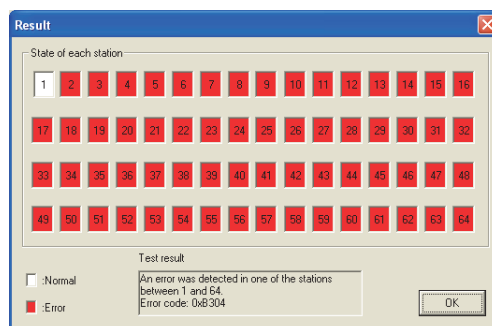 Result
State of each station
1 2 3 4 5 6 7 8 9 10 11 12 13 14 15 16
17 18 19 20 21 22 23 24 25 26 27 28 29 30 31 32
33 34 35 36 37 38 39 40 41 42 43 44 45 46 47 48
49 50 51 52 53 54 55 56 57 58 59 60 61 62 63 64
Test result
:Normal
:Error
An error was detected in one of the stations
between 1 and 64.
Error code: 0xB304
OK